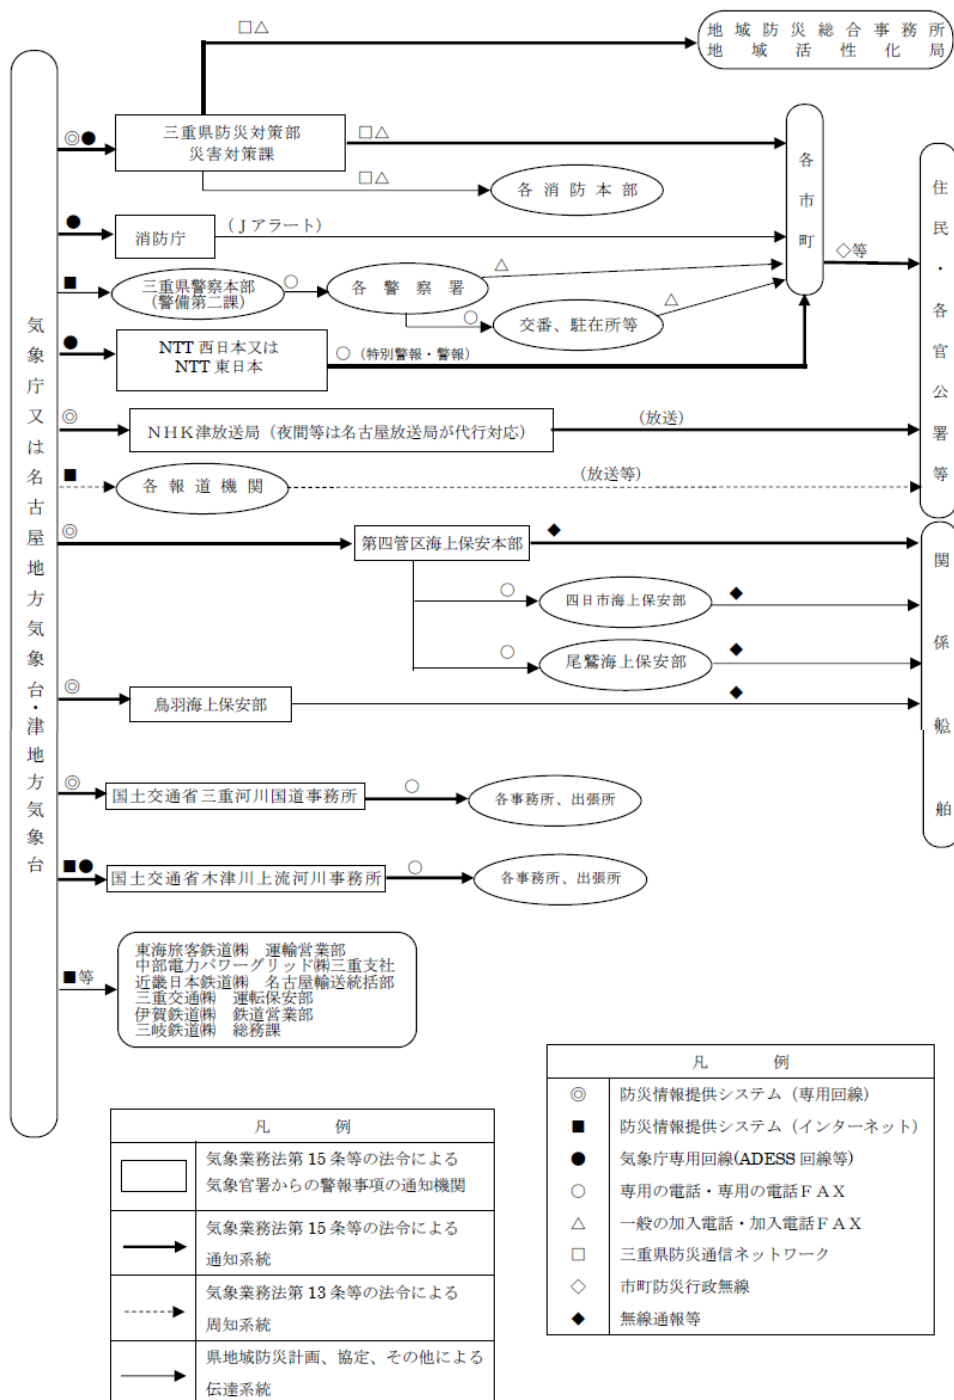 □△
地域防災総合事務所
地域活性化局
◎●
三重県防災対策部
災害対策課
□△
□△
各消防本部
各市町
住民・各官公署等
●
消防庁
(Jアラート)
◇等
■
三重県警察本部
(警備第二課)
○
各警察署
△
○
交番、駐在所等
△
●
NTT 西日本又は
NTT 東日本
○ (特別警報・警報)
気象庁又は名古屋地方気象台・津地方気象台
◎
NHK津放送局（夜間等は名古屋放送局が代行対応）
(放送)
■
各報道機関
(放送等)
◎
第四管区海上保安本部
◆
関係船舶
○
四日市海上保安部
◆
○
尾鷲海上保安部
◆
◎
鳥羽海上保安部
◆
◎
国土交通省三重河川国道事務所
○
各事務所、出張所
■●
国土交通省木津川上流河川事務所
○
各事務所、出張所
■等
東海旅客鉄道㈱　運輸営業部
中部電力パワーグリッド㈱三重支社
近畿日本鉄道㈱　名古屋輸送統括部
三重交通㈱　運転保安部
伊賀鉄道㈱　鉄道営業部
三岐鉄道㈱　総務課
凡　例
気象業務法第 15 条等の法令による
気象官署からの警報事項の通知機関
気象業務法第 15 条等の法令による
通知系統
気象業務法第 13 条等の法令による
周知系統
県地域防災計画、協定、その他による
伝達系統
凡　例
◎ 防災情報提供システム（専用回線）
■ 防災情報提供システム（インターネット）
● 気象庁専用回線(ADESS 回線等)
○ 専用の電話・専用の電話ＦＡＸ
△ 一般の加入電話・加入電話ＦＡＸ
□ 三重県防災通信ネットワーク
◇ 市町防災行政無線
◆ 無線通報等